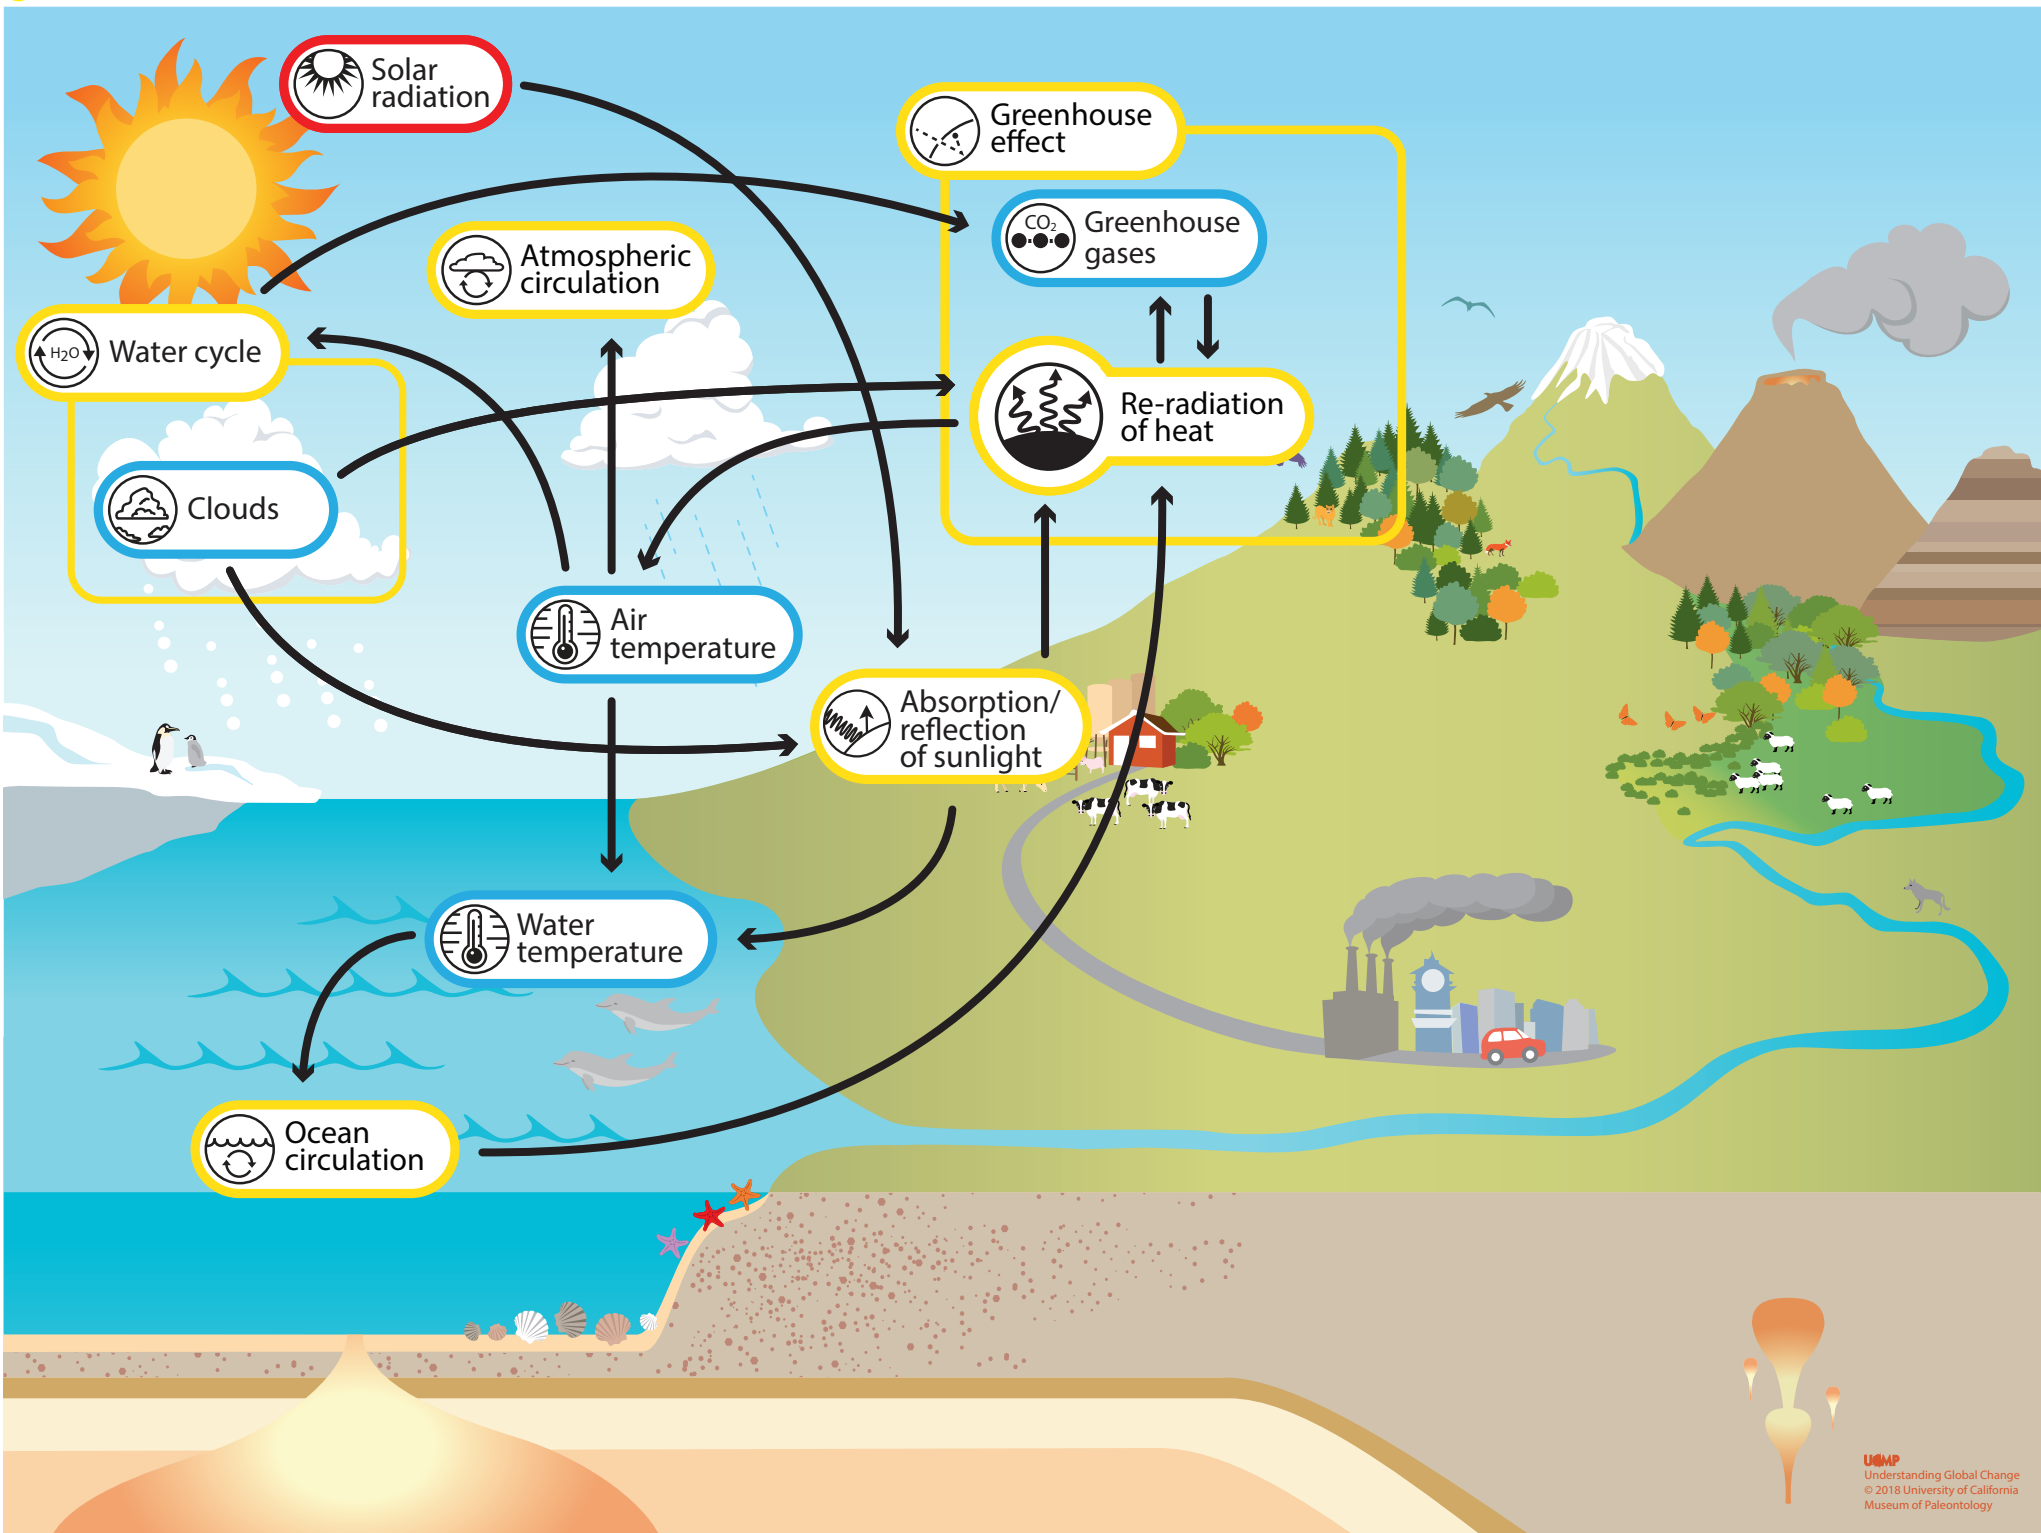 Solar
radiation
Greenhouse
effect
CO₂
Greenhouse
gases
Atmospheric
circulation
H₂O
Water cycle
Re-radiation
of heat
Clouds
Air
temperature
Absorption/
reflection
of sunlight
Water
temperature
Ocean
circulation
UCMP
Understanding Global Change
© 2018 University of California
Museum of Paleontology